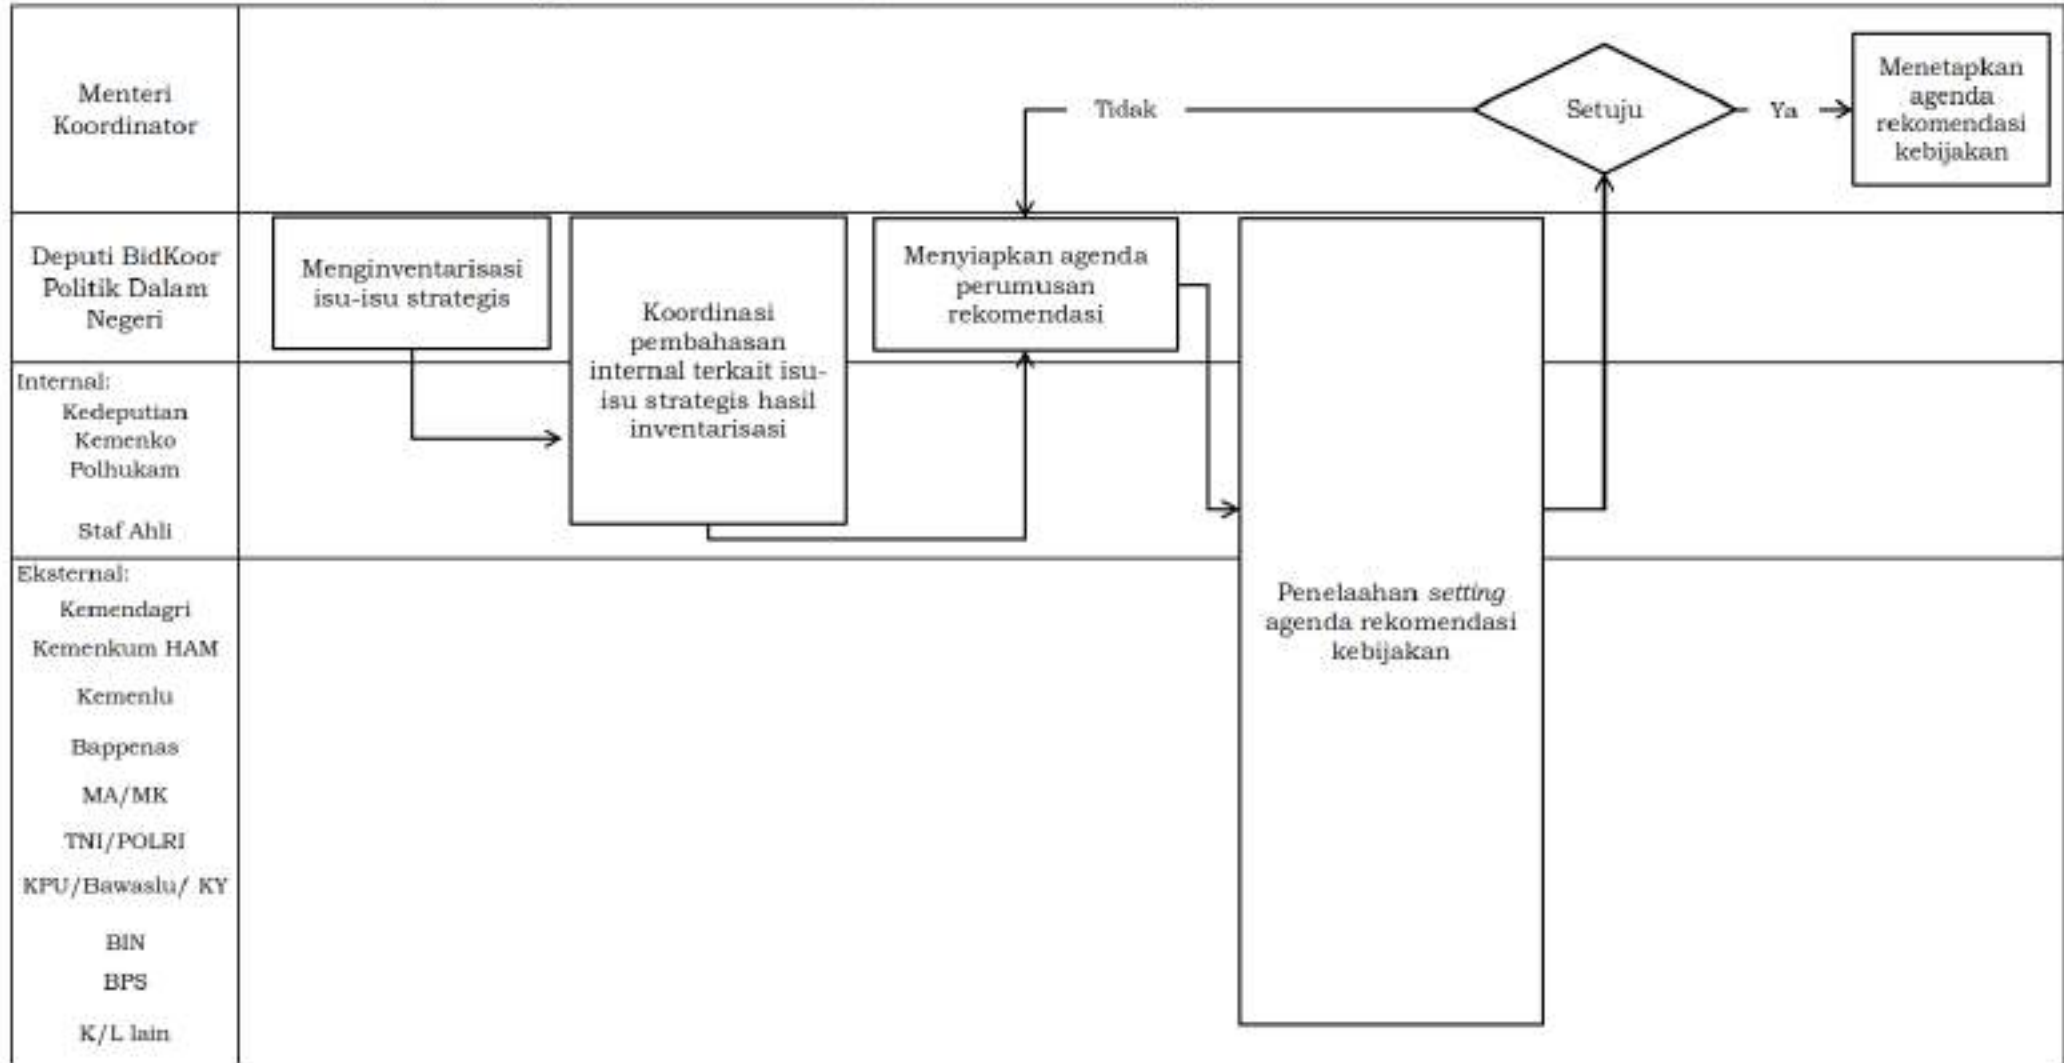 Menteri
Koordinator
Tidak
Setuju
Ya
Menetapkan
agenda
rekomendasi
kebijakan
Deputi BidKoor
Politik Dalam
Negeri
Menginventarisasi
isu-isu strategis
Koordinasi
pembahasan
internal terkait isu-
isu strategis hasil
inventarisasi
Menyiapkan agenda
perumusan
rekomendasi
Internal:
Kedeputian
Kemenko
Polhukam
Staf Ahli
Eksternal:
Kemendagri
Kemenkum HAM
Kemenlu
Bappenas
MA/MK
TNI/POLRI
KPU/Bawaslu/ KY
BIN
BPS
K/L lain
Penelaahan setting
agenda rekomendasi
kebijakan